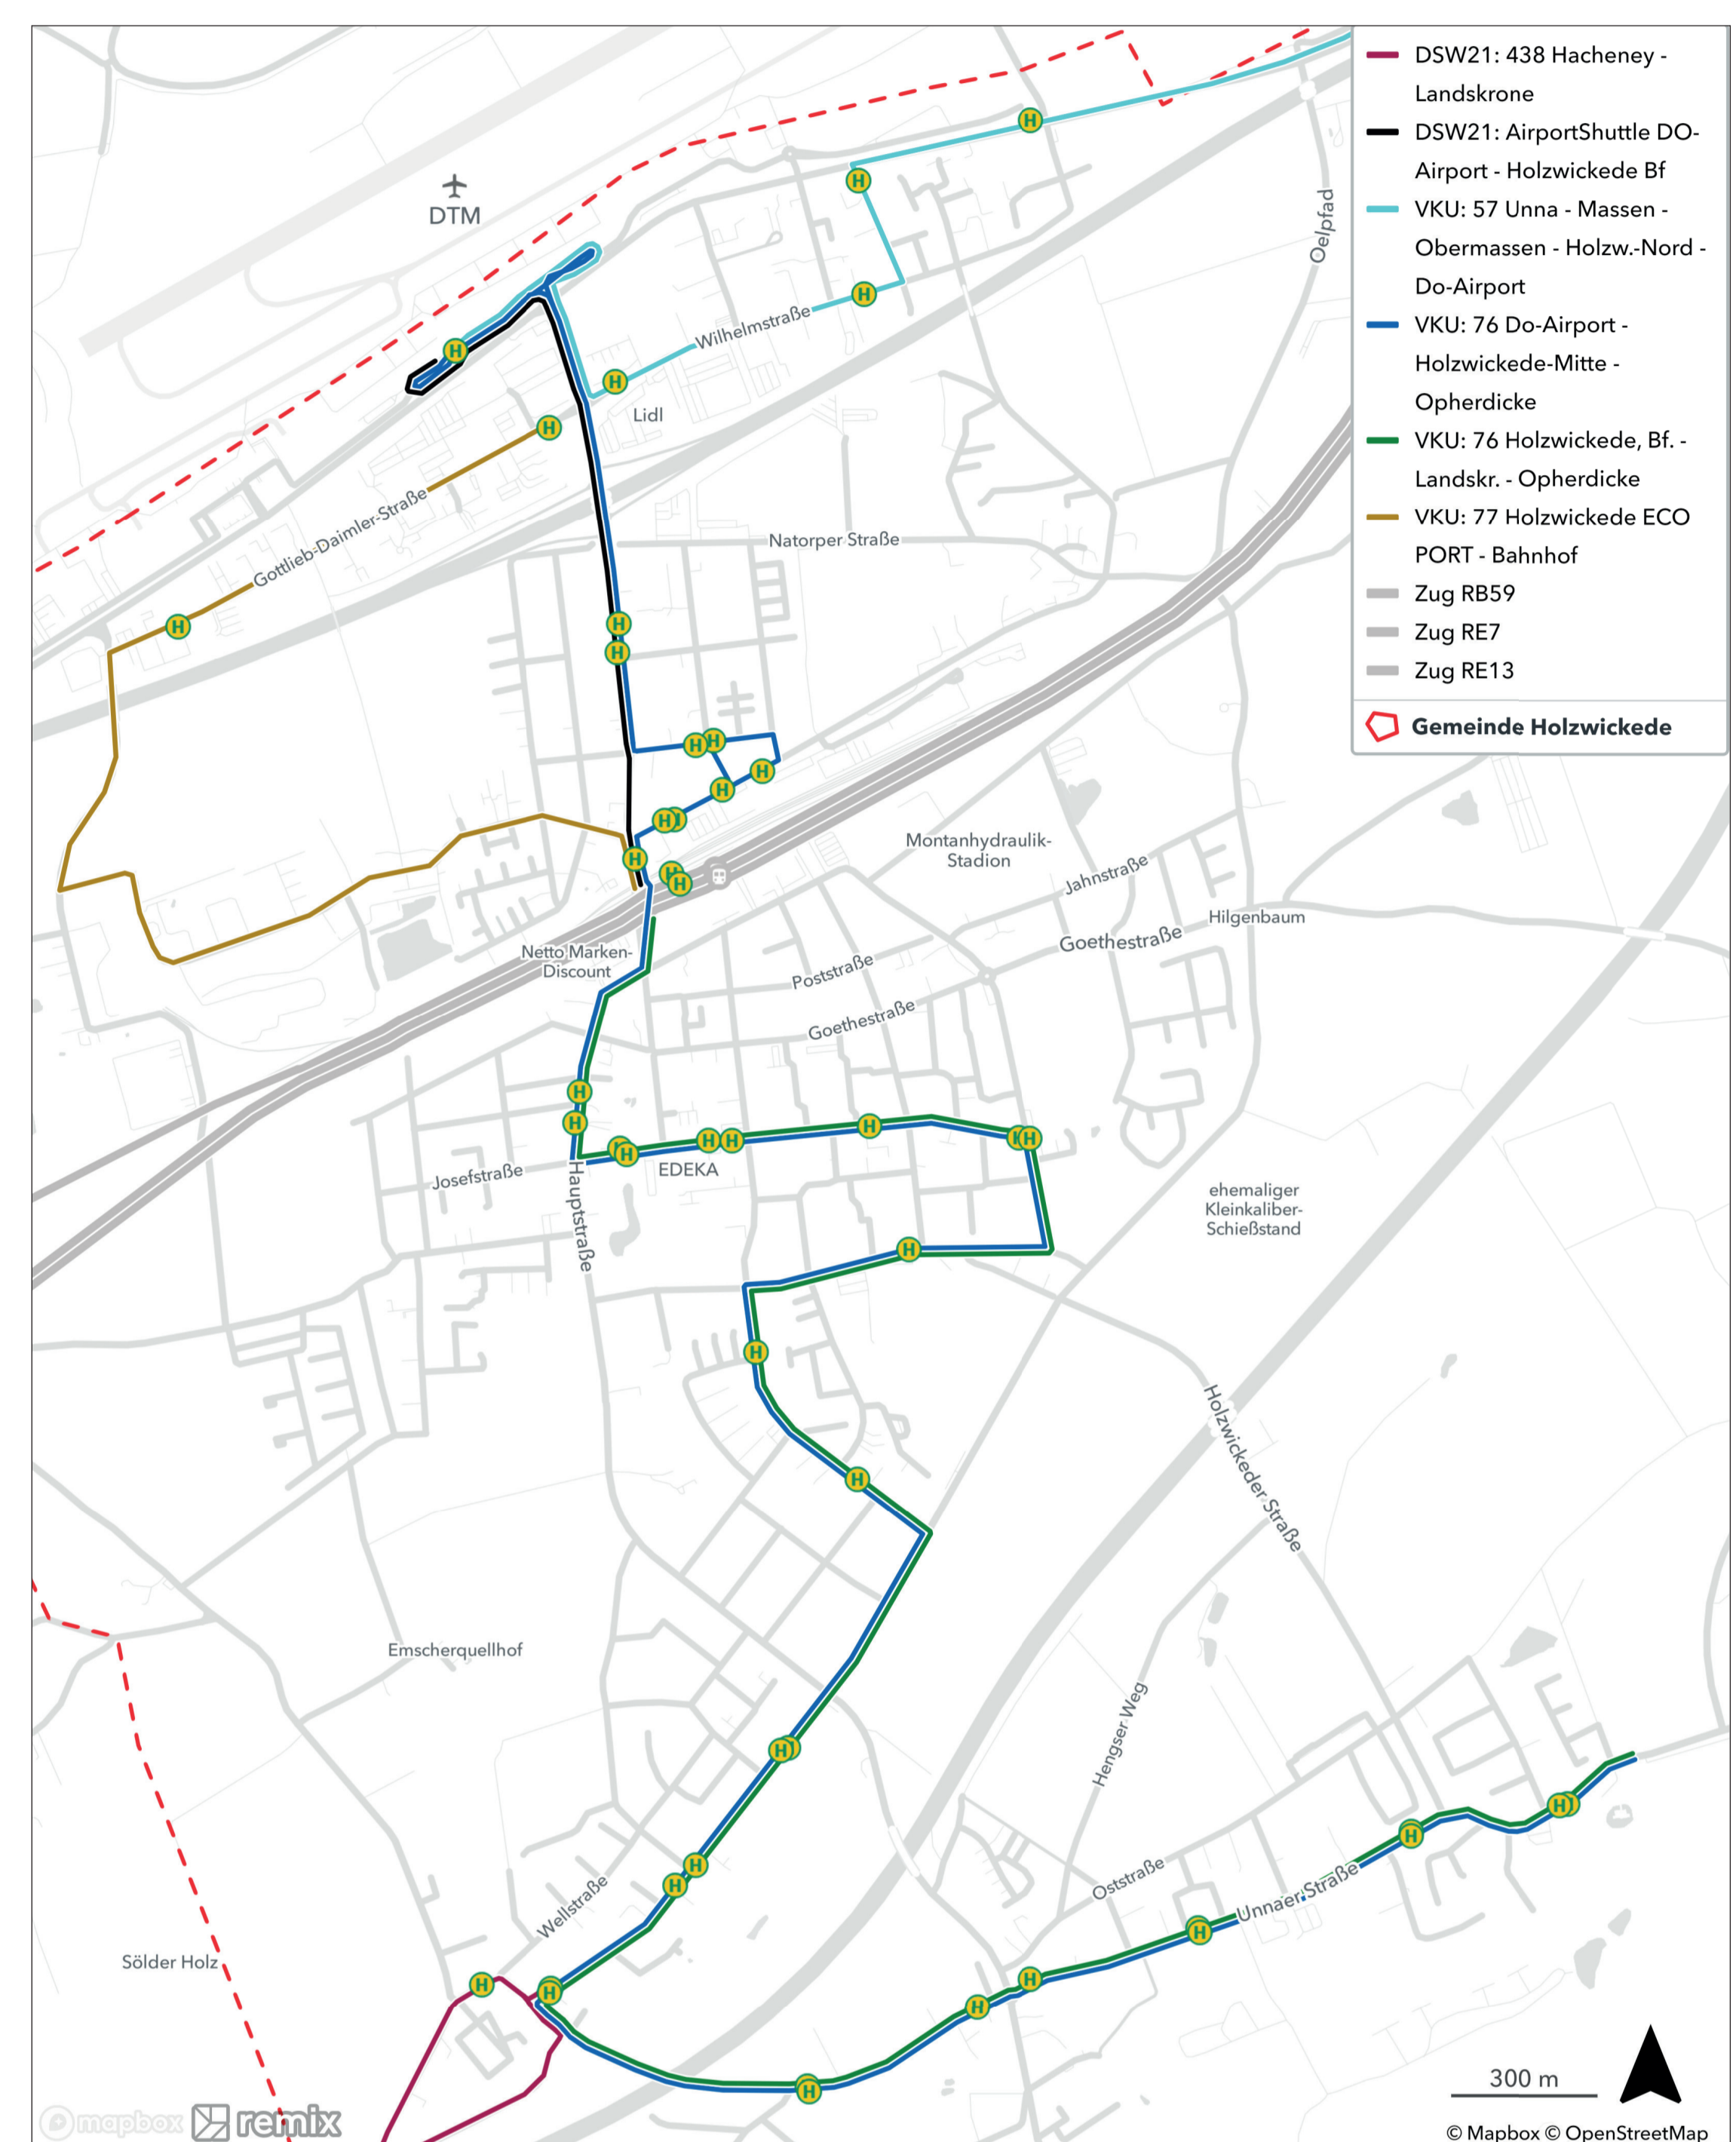 DSW21: 438 Hacheney -
Landskrone
DSW21: AirportShuttle DO-
Airport - Holzwickede Bf
VKU: 57 Unna - Massen -
Obermassen - Holzw.-Nord -
Do-Airport
VKU: 76 Do-Airport -
Holzwickede-Mitte -
Opherdicke
VKU: 76 Holzwickede, Bf. -
Landskr. - Opherdicke
VKU: 77 Holzwickede ECO
PORT - Bahnhof
Zug RB59
Zug RE7
Zug RE13
Gemeinde Holzwickede
DTM
Oelpfad
Wilhelmstraße
Lidl
Gottlieb-Daimler-Straße
Natorper Straße
Montanhydraulik-
Stadion
Jahnstraße
Hilgenbaum
Goethestraße
Netto Marken-
Discount
Poststraße
Goethestraße
Josefstraße
EDEKA
Hauptstraße
ehemaliger
Kleinkaliber-
Schießstand
Holzwickeder Straße
Emscherquellhof
Hengser Weg
Oststraße
Unnaer Straße
Wellstraße
Sölder Holz
300 m
mapbox
remix
© Mapbox © OpenStreetMap